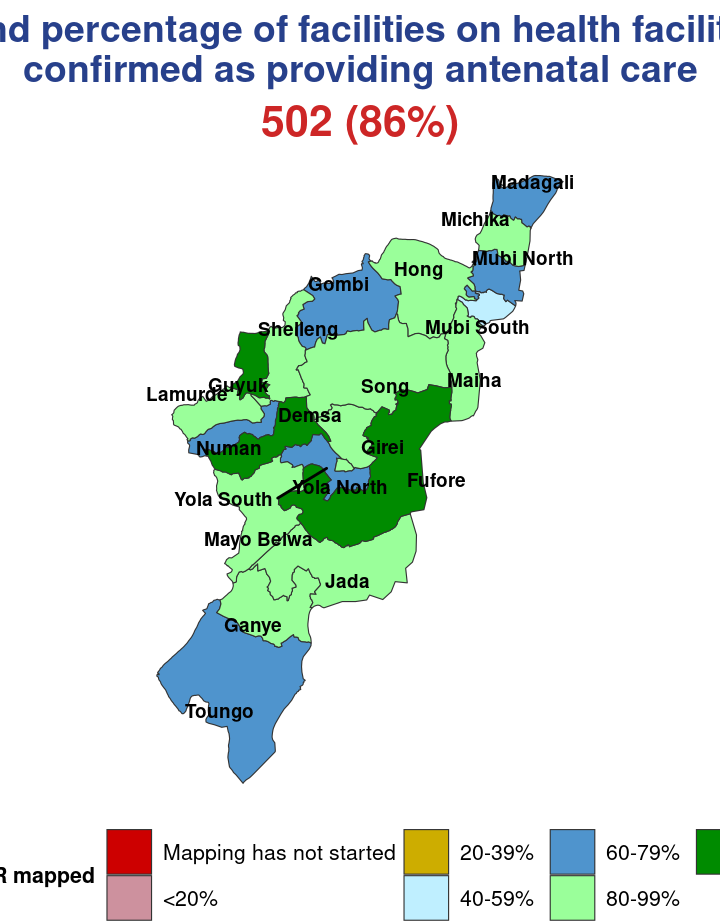 percentage of facilities on health
confirmed as providing antenatal care
502 (86%)
Madagali
Michika
Mubi North
Hong
Gombi
Mubi South
Shelleng
Maiha
Guyuk
Song
Lamurde
Demsa
Numan
Girei
Fufore
Yola North
Yola South
Mayo Belwa
Jada
Ganye
Toungo
mapped
Mapping has not started
<20%
20-39%
40-59%
60-79%
80-99%